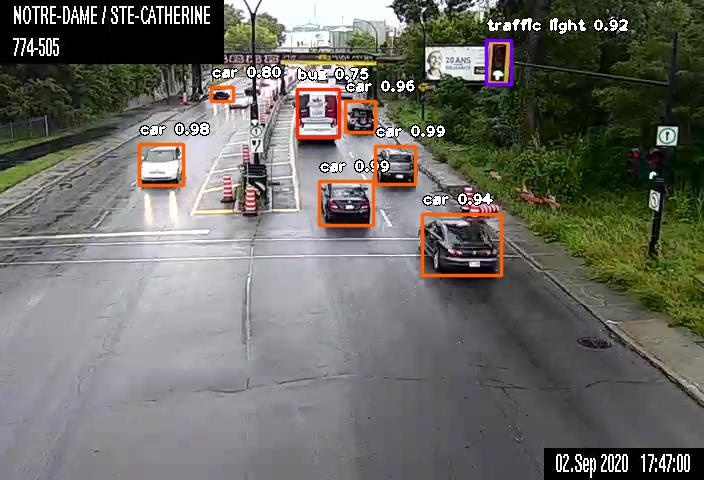 NOTRE-DAME / STE-CATHERINE
774-505
traffic light 0.92
car 0.80
bus 0.75
car 0.96
20 ANS
car 0.98
car 0.99
car 0.99
car 0.94
02.Sep 2020 17:47:00